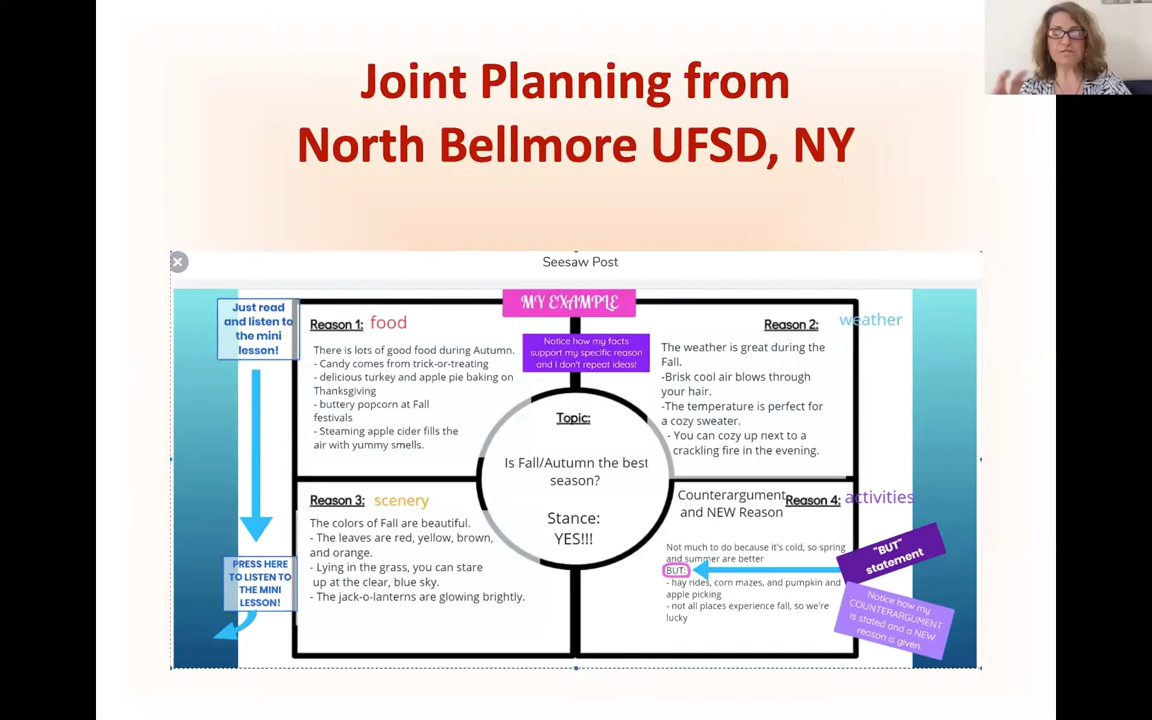 Joint Planning from
North Bellmore UFSD, NY
Seesaw Post
MY EXAMPLE
Just read
and listen to
the mini
lesson!
Reason 1: food
There is lots of good food during Autumn.
- Candy comes from trick-or-treating
- delicious turkey and apple pie baking on
Thanksgiving
- buttery popcorn at Fall
festivals
- Steaming apple cider fills the
air with yummy smells.
Notice how my facts
support my specific reason
and I don't repeat ideas!
Reason 2: weather
The weather is great during the
Fall.
-Brisk cool air blows through
your hair.
-The temperature is perfect for
a cozy sweater.
- You can cozy up next to a
crackling fire in the evening.
Topic:
Is Fall/Autumn the best
season?
Stance:
YES!!!
Reason 3: scenery
The colors of Fall are beautiful.
- The leaves are red, yellow, brown,
and orange.
- Lying in the grass, you can stare
up at the clear, blue sky.
- The jack-o-lanterns are glowing brightly.
Counterargument
and NEW Reason
Reason 4: activities
Not much to do because it's cold, so spring
and summer are better
BUT:
- hay rides, corn mazes, and pumpkin and
apple picking
- not all places experience fall, so we're
lucky
"BUT"
statement
Notice how my
COUNTERARGUMENT
is stated and a NEW
reason is given.
PRESS HERE
TO LISTEN TO
THE MINI
LESSON!